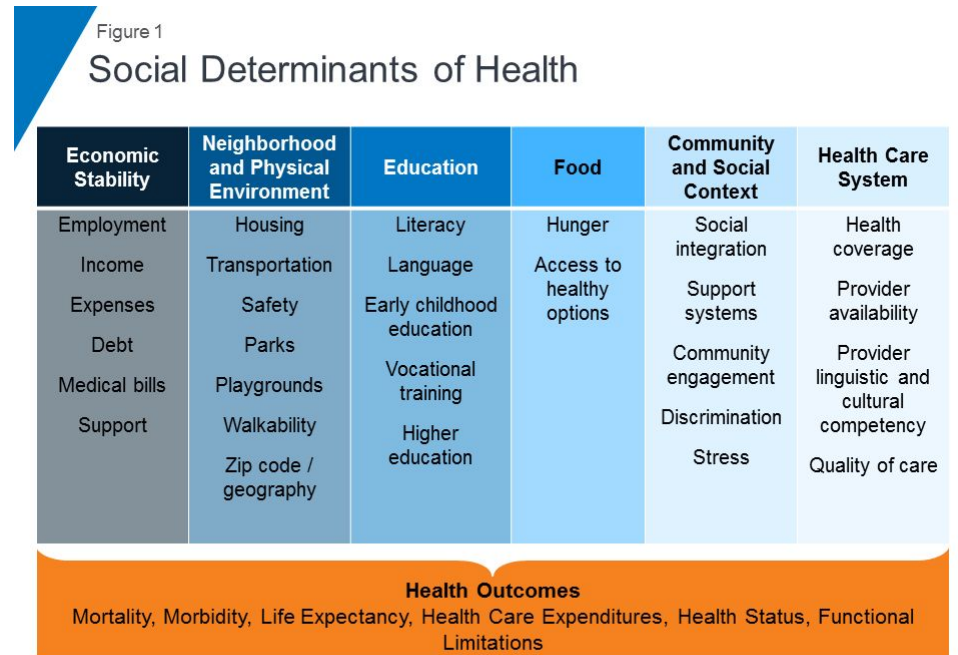 Figure 1
Social Determinants of Health
Economic
Stability
Neighborhood
and Physical
Environment
Education
Food
Community
and Social
Context
Health Care
System
Employment
Income
Expenses
Debt
Medical bills
Support
Housing
Transportation
Safety
Parks
Playgrounds
Walkability
Zip code /
geography
Literacy
Language
Early childhood
education
Vocational
training
Higher
education
Hunger
Access to
healthy
options
Social
integration
Support
systems
Community
engagement
Discrimination
Stress
Health
coverage
Provider
availability
Provider
linguistic and
cultural
competency
Quality of care
Health Outcomes
Mortality, Morbidity, Life Expectancy, Health Care Expenditures, Health Status, Functional
Limitations